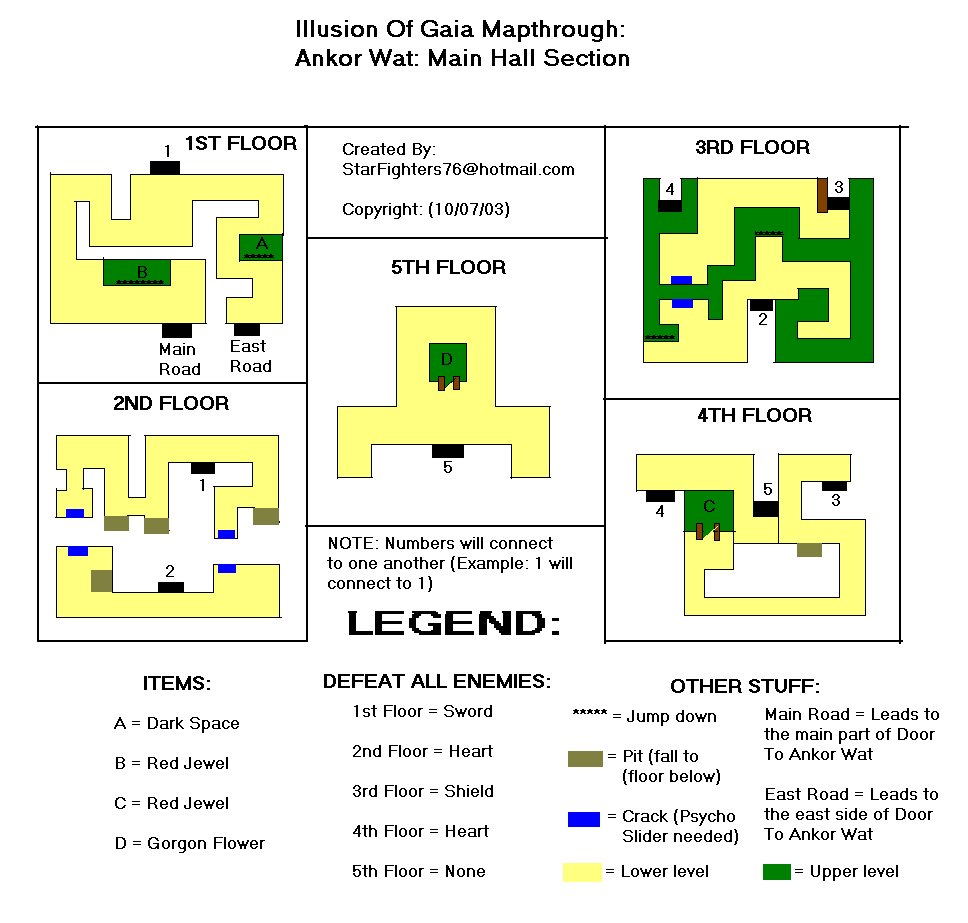 Illusion Of Gaia Mapthrough:
Ankor Wat: Main Hall Section
1ST FLOOR
1
A
B
Main
Road
East
Road
Created By:
StarFighters76@hotmail.com
Copyright: (10/07/03)
3RD FLOOR
4
3
2
5TH FLOOR
D
5
2ND FLOOR
1
2
4TH FLOOR
4
C
5
3
NOTE: Numbers will connect
to one another (Example: 1 will
connect to 1)
LEGEND:
ITEMS:
A = Dark Space
B = Red Jewel
C = Red Jewel
D = Gorgon Flower
DEFEAT ALL ENEMIES:
1st Floor = Sword
2nd Floor = Heart
3rd Floor = Shield
4th Floor = Heart
5th Floor = None
OTHER STUFF:
***** = Jump down
= Pit (fall to
(floor below)
= Crack (Psycho
Slider needed)
= Lower level
Main Road = Leads to
the main part of Door
To Ankor Wat
East Road = Leads to
the east side of Door
To Ankor Wat
= Upper level